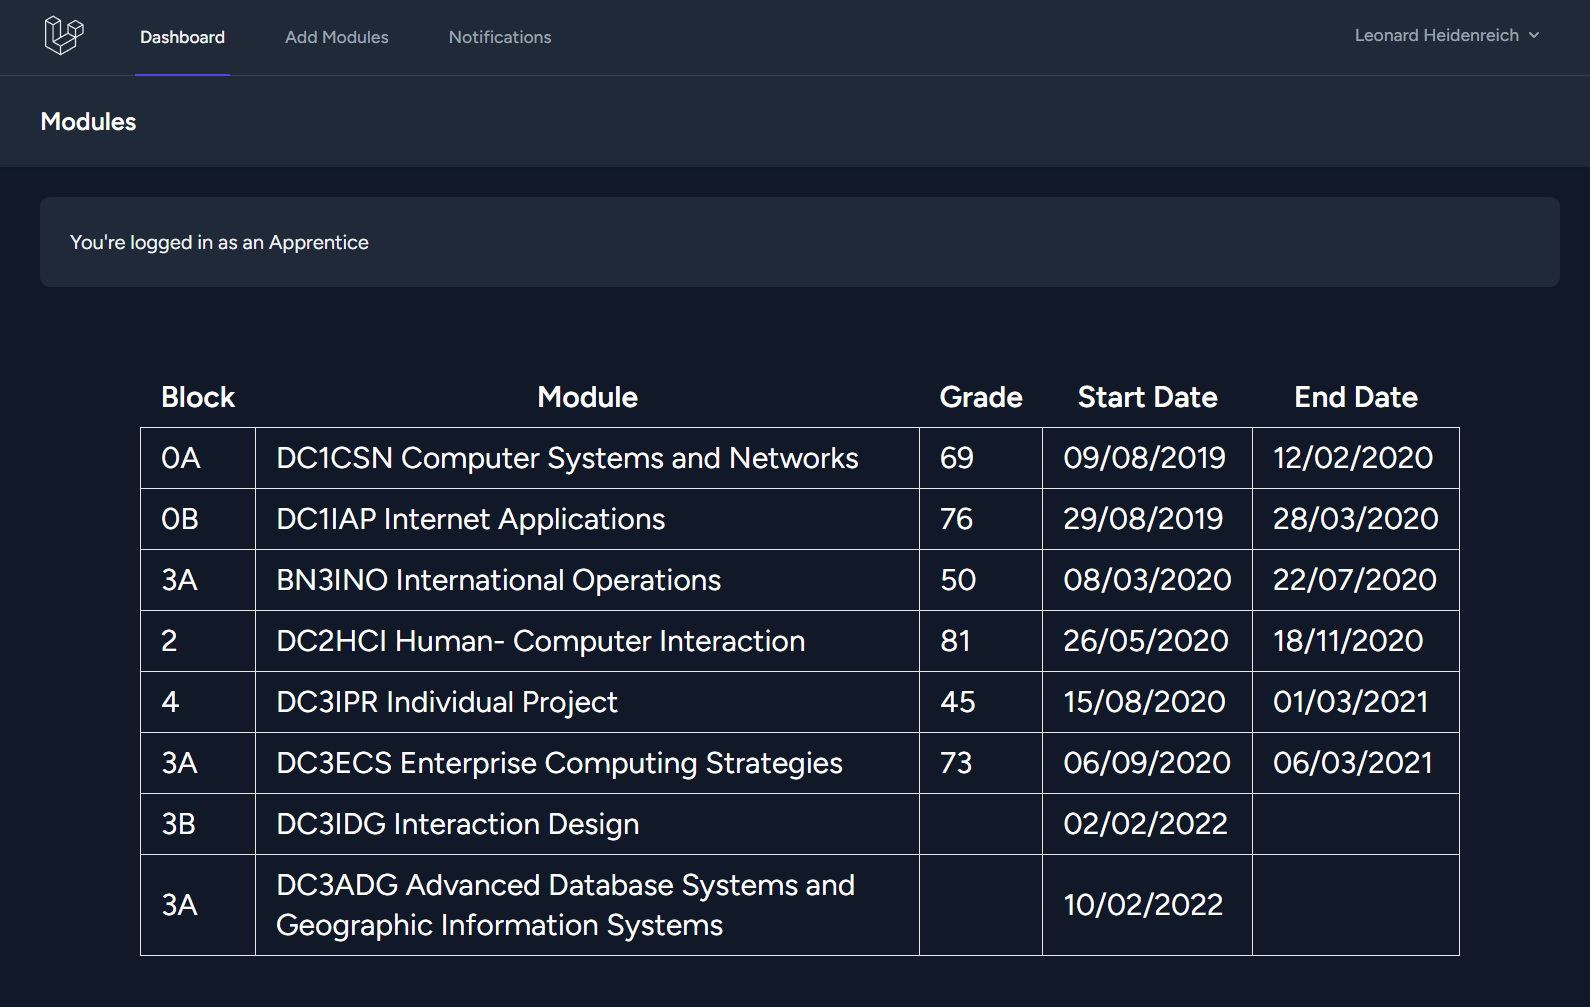 Dashboard Add Modules Notifications Leonard Heidenreich
Modules
You're logged in as an Apprentice
Block Module Grade Start Date End Date
0A DC1CSN Computer Systems and Networks 69 09/08/2019 12/02/2020
0B DC1IAP Internet Applications 76 29/08/2019 28/03/2020
3A BN3INO International Operations 50 08/03/2020 22/07/2020
2 DC2HCI Human- Computer Interaction 81 26/05/2020 18/11/2020
4 DC3IPR Individual Project 45 15/08/2020 01/03/2021
3A DC3ECS Enterprise Computing Strategies 73 06/09/2020 06/03/2021
3B DC3IDG Interaction Design 02/02/2022
3A DC3ADG Advanced Database Systems and
Geographic Information Systems 10/02/2022